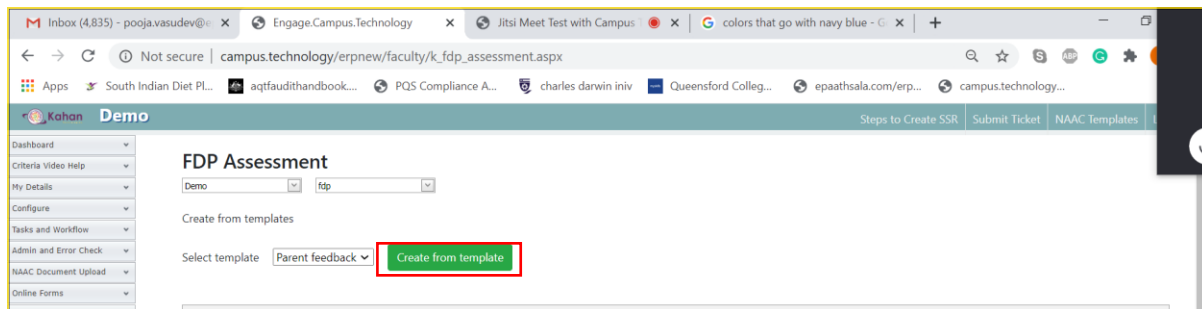 Inbox (4,835) - pooja.vasudev@e
Engage.Campus.Technology
Jitsi Meet Test with Campus
colors that go with navy blue - G
Not secure | campus.technology/erpnew/faculty/k_fdp_assessment.aspx
Apps South Indian Diet Pl... aqtfaudithandbook.... PQS Compliance A... charles darwin iniv Queensford Colleg... epaathsala.com/erp... campus.technology...
Kahan Demo Steps to Create SSR Submit Ticket NAAC Templates
Dashboard
Criteria Video Help
My Details
Configure
Tasks and Workflow
Admin and Error Check
NAAC Document Upload
Online Forms
FDP Assessment
Demo fdp
Create from templates
Select template Parent feedback Create from template